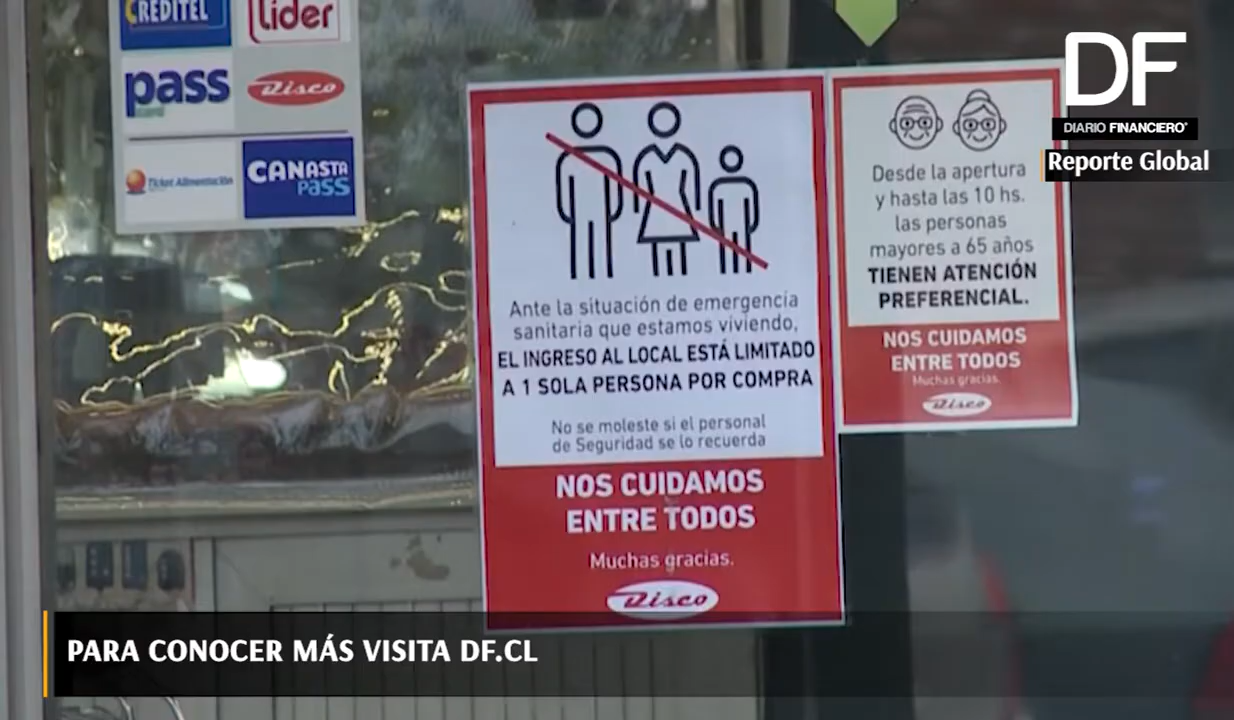 CREDITEL
líder
pass
card
Disco
Ticket Alimentación
CANASTA
PASS
Ante la situación de emergencia
sanitaria que estamos viviendo,
EL INGRESO AL LOCAL ESTÁ LIMITADO
A 1 SOLA PERSONA POR COMPRA
No se moleste si el personal
de Seguridad se lo recuerda
NOS CUIDAMOS
ENTRE TODOS
Muchas gracias.
Disco
Desde la apertura
y hasta las 10 hs.
las personas
mayores a 65 años
TIENEN ATENCIÓN
PREFERENCIAL.
NOS CUIDAMOS
ENTRE TODOS
Muchas gracias.
Disco
DF
DIARIO FINANCIERO®
Reporte Global
PARA CONOCER MÁS VISITA DF.CL